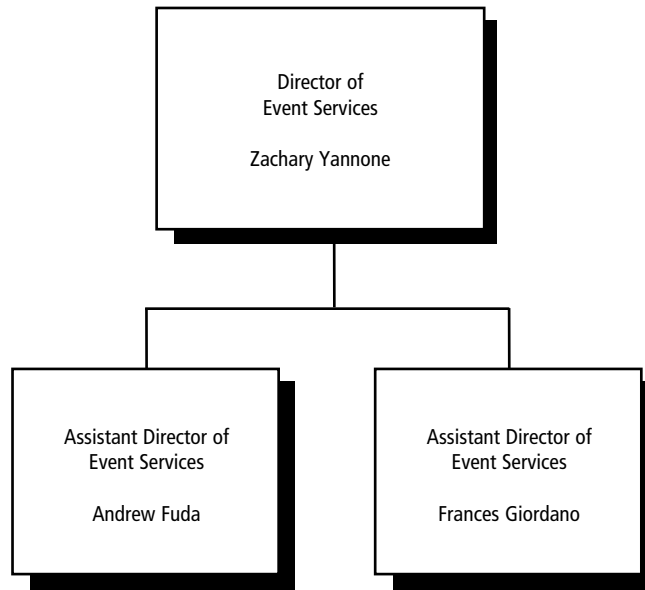 Director of
Event Services
Zachary Yannone
Assistant Director of
Event Services
Andrew Fuda
Assistant Director of
Event Services
Frances Giordano